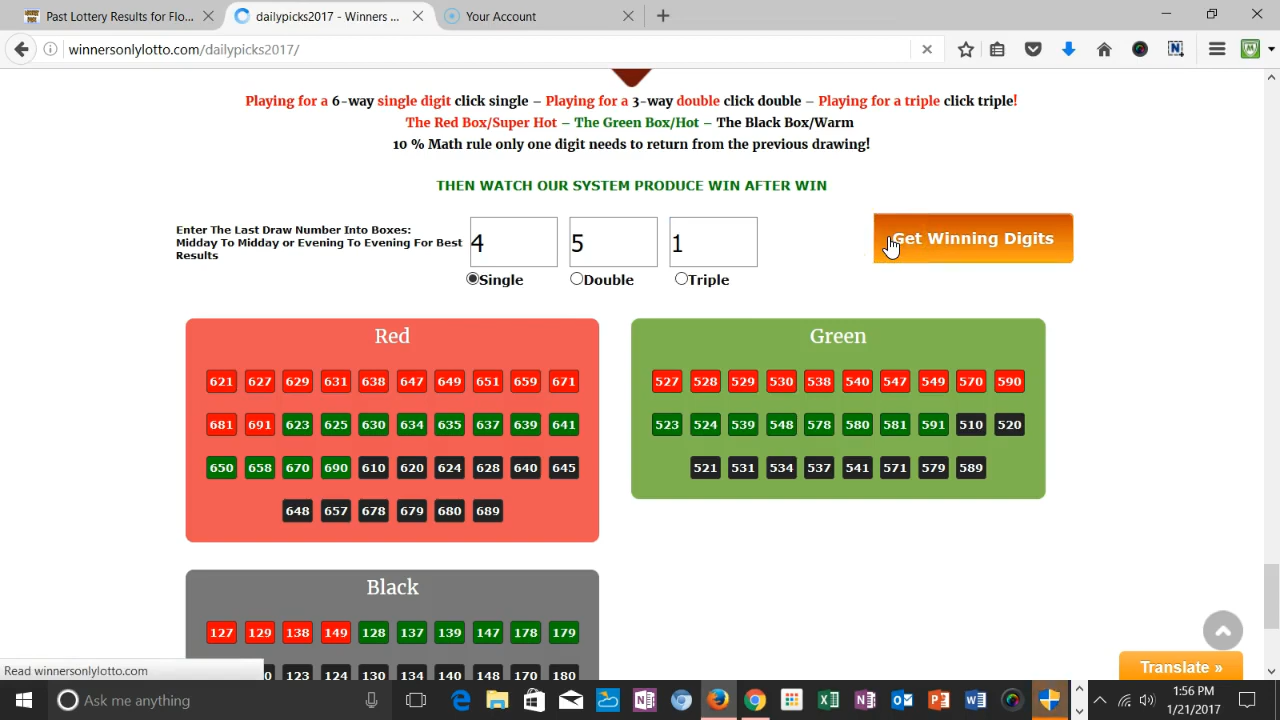 Past Lottery Results for Flo...
dailypicks2017 - Winners ...
Your Account
winnersonlylotto.com/dailypicks2017/
Playing for a 6-way single digit click single – Playing for a 3-way double click double – Playing for a triple click triple!
The Red Box/Super Hot – The Green Box/Hot – The Black Box/Warm
10 % Math rule only one digit needs to return from the previous drawing!
THEN WATCH OUR SYSTEM PRODUCE WIN AFTER WIN
Enter The Last Draw Number Into Boxes:
Midday To Midday or Evening To Evening For Best
Results
4 5 1
Single Double Triple
Get Winning Digits
Red
621 627 629 631 638 647 649 651 659 671
681 691 623 625 630 634 635 637 639 641
650 658 670 690 610 620 624 628 640 645
648 657 678 679 680 689
Green
527 528 529 530 538 540 547 549 570 590
523 524 539 548 578 580 581 591 510 520
521 531 534 537 541 571 579 589
Black
127 129 138 149 128 137 139 147 178 179
123 124 130 134 140 148 170 180
Translate »
Read winnersonlylotto.com
Ask me anything
1:56 PM
1/21/2017